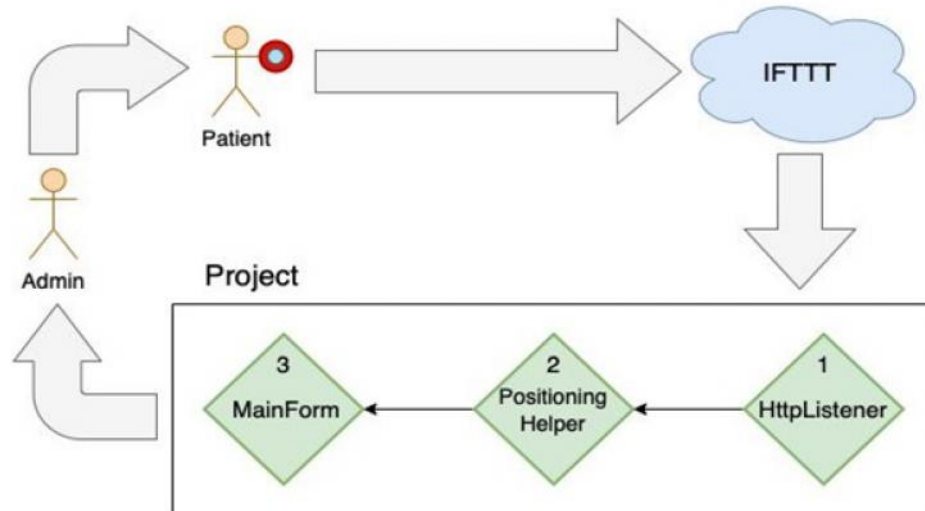 IFTTT
Patient
Admin
Project
3
MainForm
2
Positioning
Helper
1
HttpListener